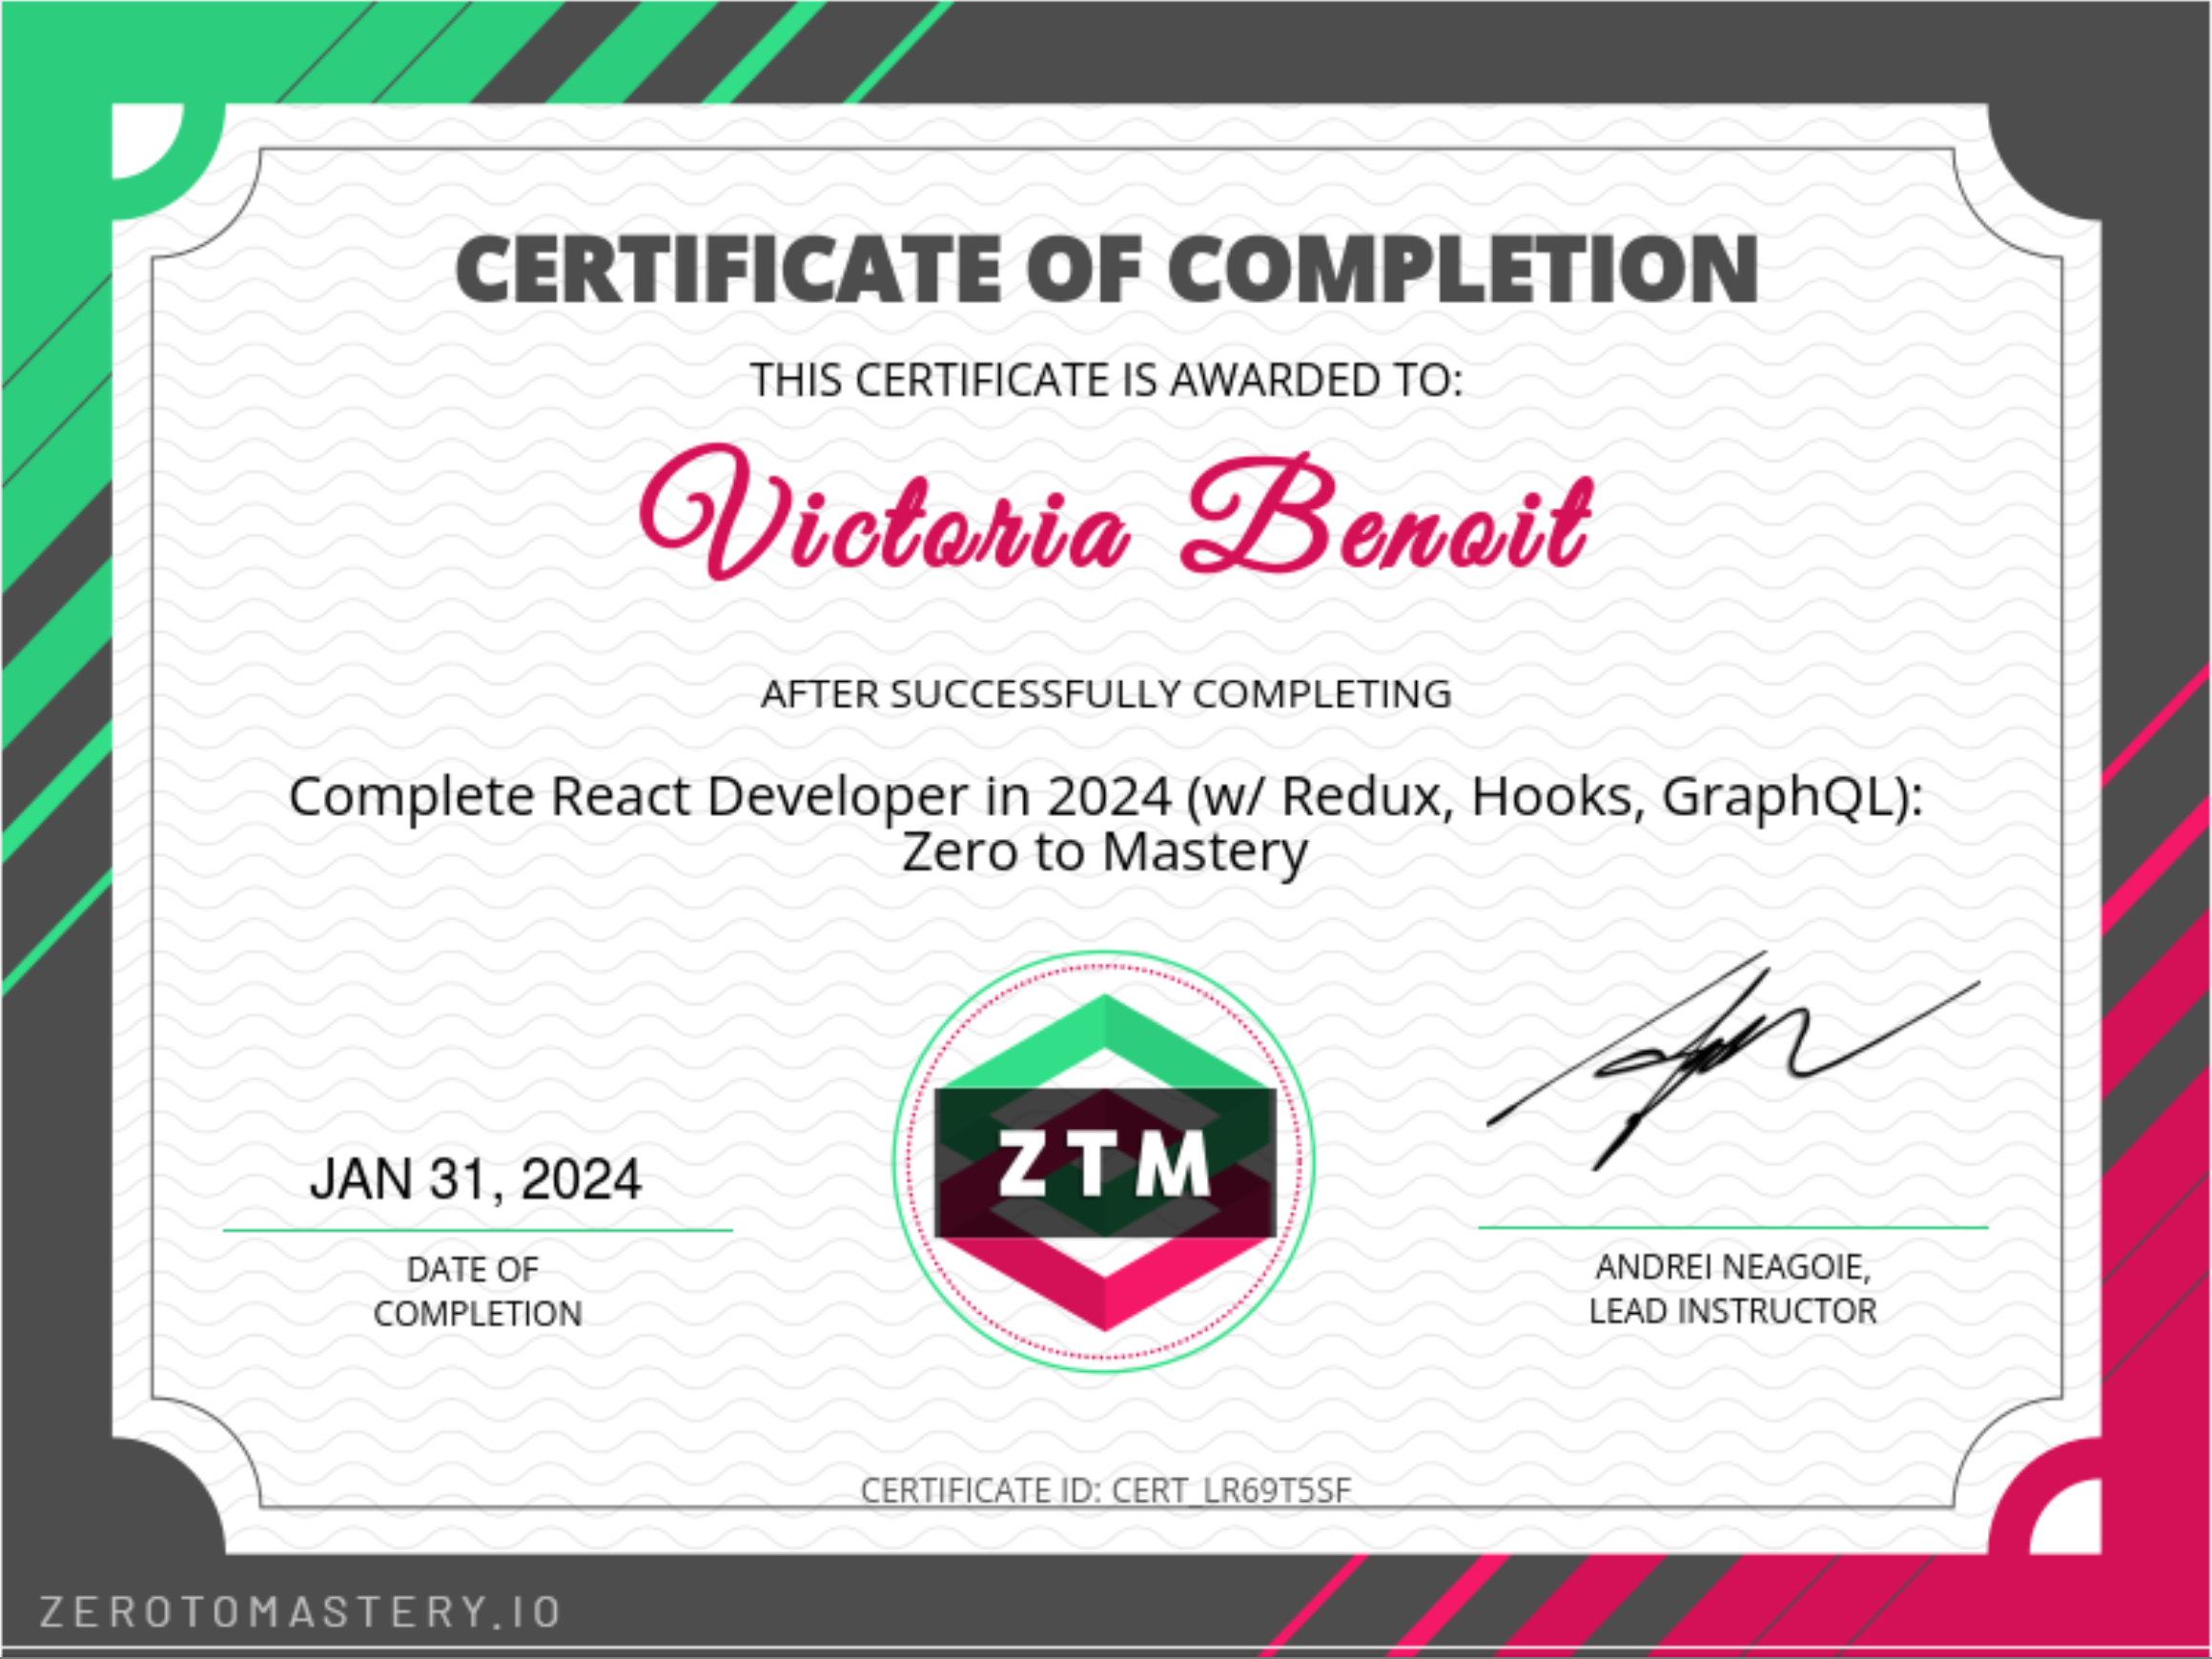 CERTIFICATE OF COMPLETION
THIS CERTIFICATE IS AWARDED TO:
Victoria Benoit
AFTER SUCCESSFULLY COMPLETING
Complete React Developer in 2024 (w/ Redux, Hooks, GraphQL):
Zero to Mastery
ZTM
JAN 31, 2024
DATE OF
COMPLETION
ANDREI NEAGOIE,
LEAD INSTRUCTOR
CERTIFICATE ID: CERT_LR69T5SF
ZEROTOMASTERY.IO